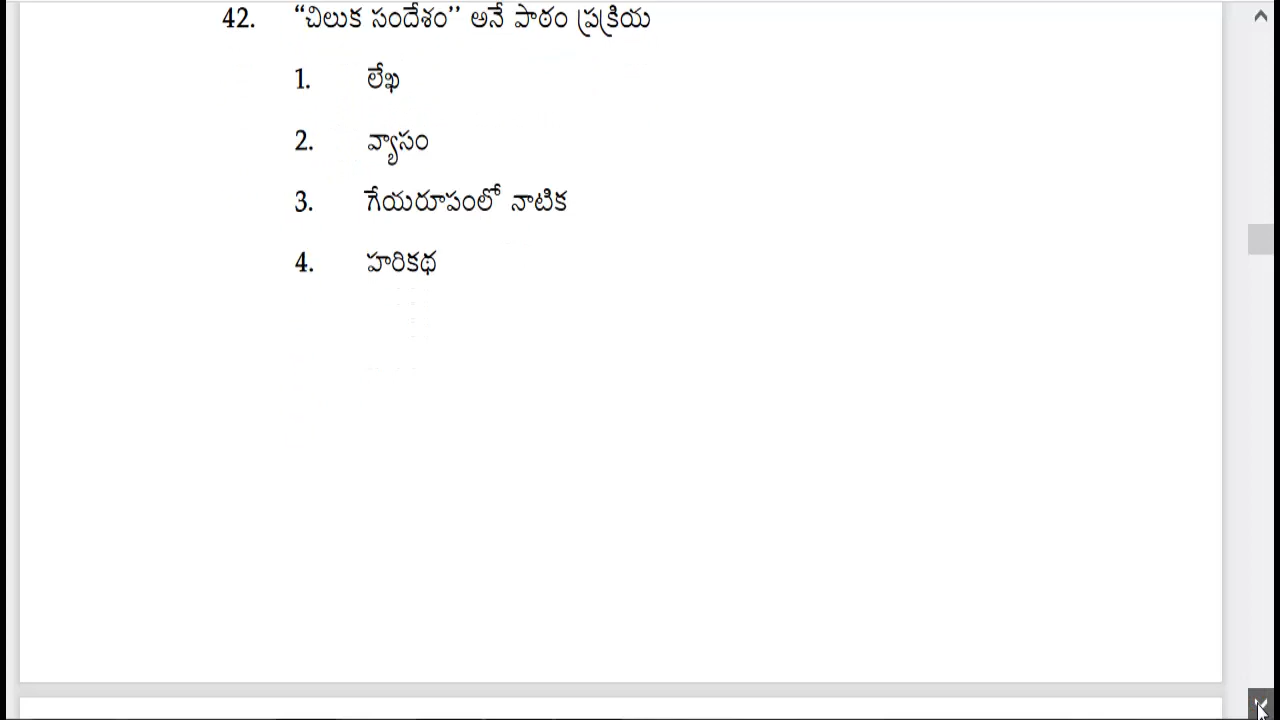 42. “చిలుక సందేశం’’ అనే పాఠం ప్రక్రియ
1. లేఖ
2. వ్యాసం
3. గేయరూపంలో నాటిక
4. హరికథ